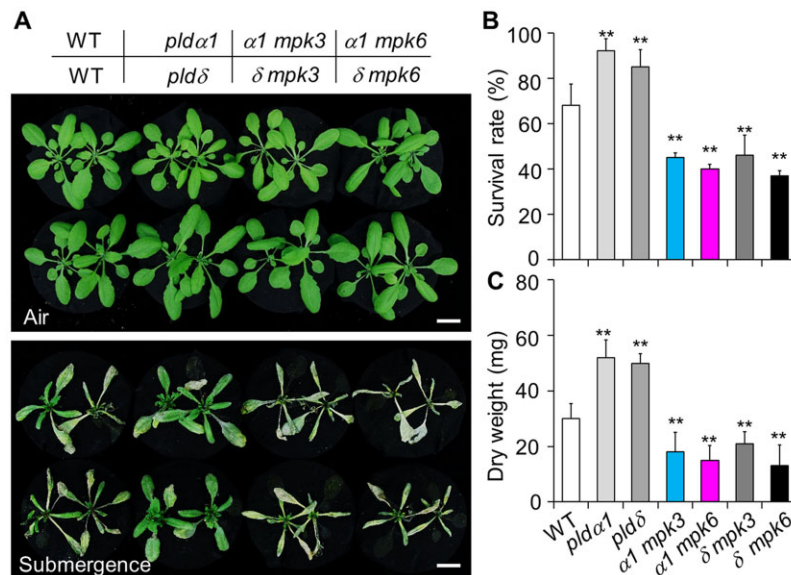 A
WT pldα1 α1 mpk3 α1 mpk6
WT pldδ δ mpk3 δ mpk6
Air
Submergence
B
Survival rate (%)
100
80
60
40
20
0
** ** ** ** ** **
C
Dry weight (mg)
80
60
40
20
0
** ** ** ** ** **
WT pldα1 pldδ α1 mpk3 α1 mpk6 δ mpk3 δ mpk6